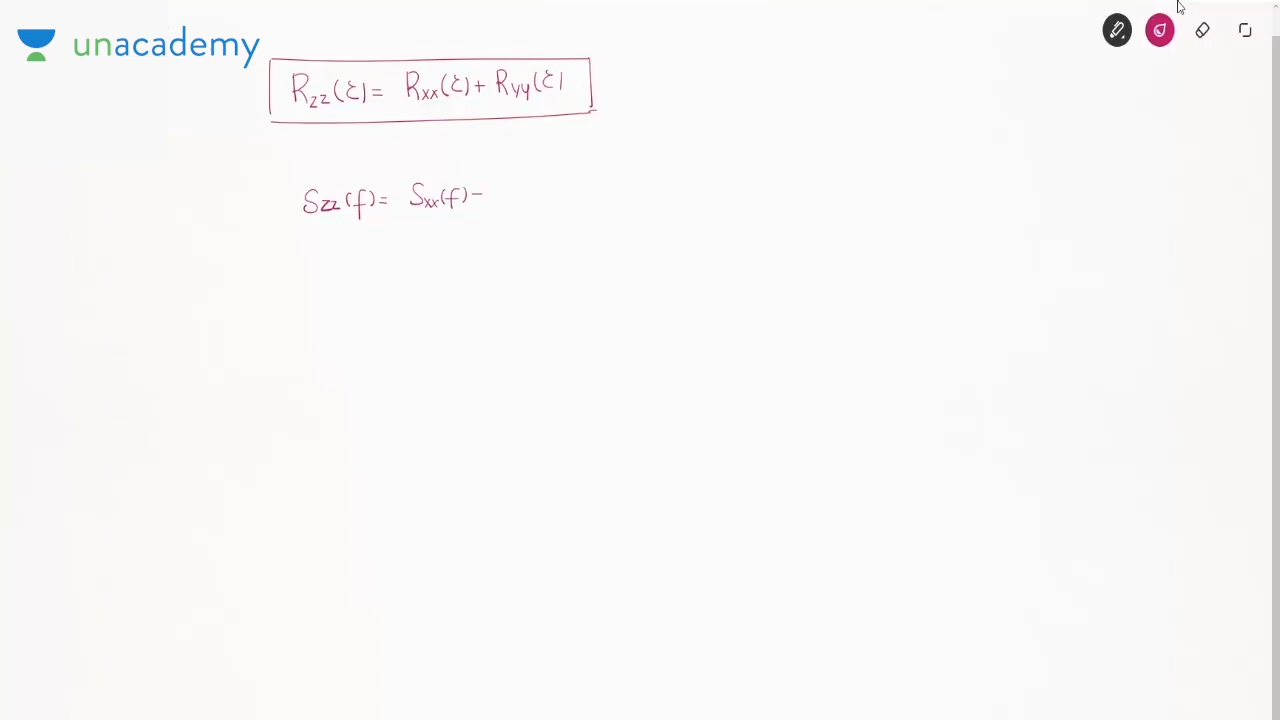 unacademy
Rzz(τ) = Rxx(τ) + Ryy(τ)
Szz(f) = Sxx(f) -